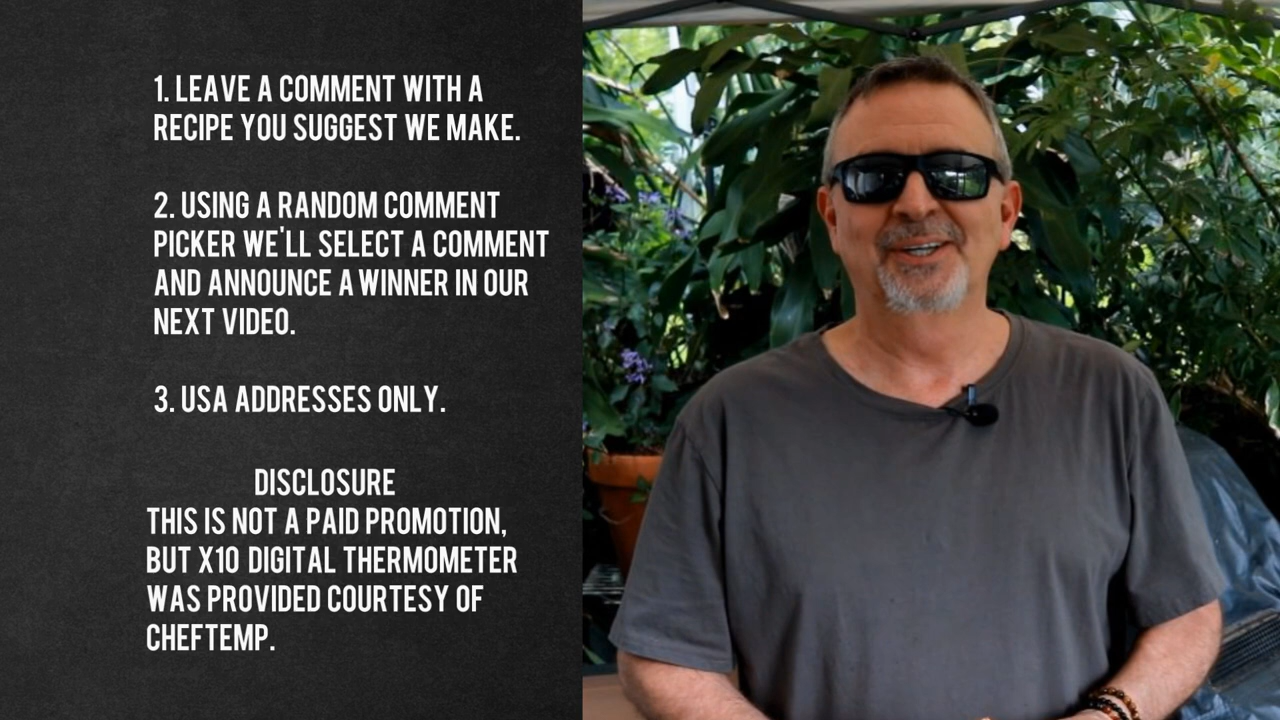 1. LEAVE A COMMENT WITH A
RECIPE YOU SUGGEST WE MAKE.
2. USING A RANDOM COMMENT
PICKER WE'LL SELECT A COMMENT
AND ANNOUNCE A WINNER IN OUR
NEXT VIDEO.
3. USA ADDRESSES ONLY.
DISCLOSURE
THIS IS NOT A PAID PROMOTION,
BUT X10 DIGITAL THERMOMETER
WAS PROVIDED COURTESY OF
CHEFTEMP.